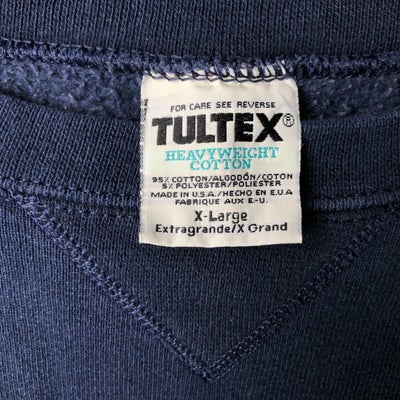 FOR CARE SEE REVERSE
TULTEX®
HEAVYWEIGHT
COTTON
95% COTTON/ALGODÓN/COTON
5% POLYESTER/POLIESTER
MADE IN U.S.A./HECHO EN E.U.A
FABRIQUE AUX E.-U.
X-Large
Extragrande/X Grand